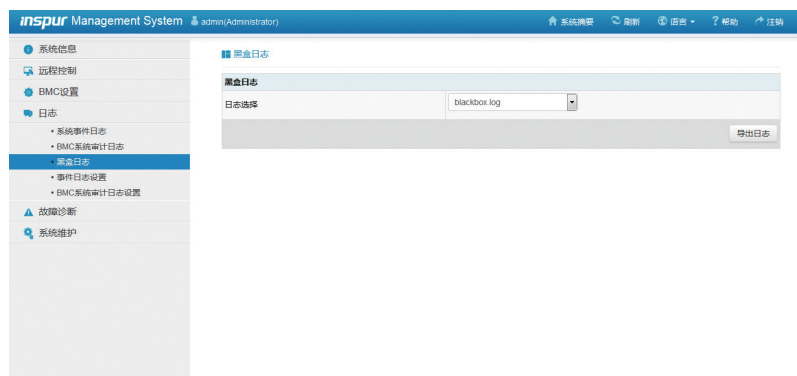 inspur Management System admin(Administrator) 系统摘要 刷新 语言 帮助 注销
系统信息
远程控制
BMC设置
日志
• 系统事件日志
• BMC系统审计日志
• 黑盒日志
• 事件日志设置
• BMC系统审计日志设置
故障诊断
系统维护
黑盒日志
黑盒日志
日志选择 blackbox.log
导出日志